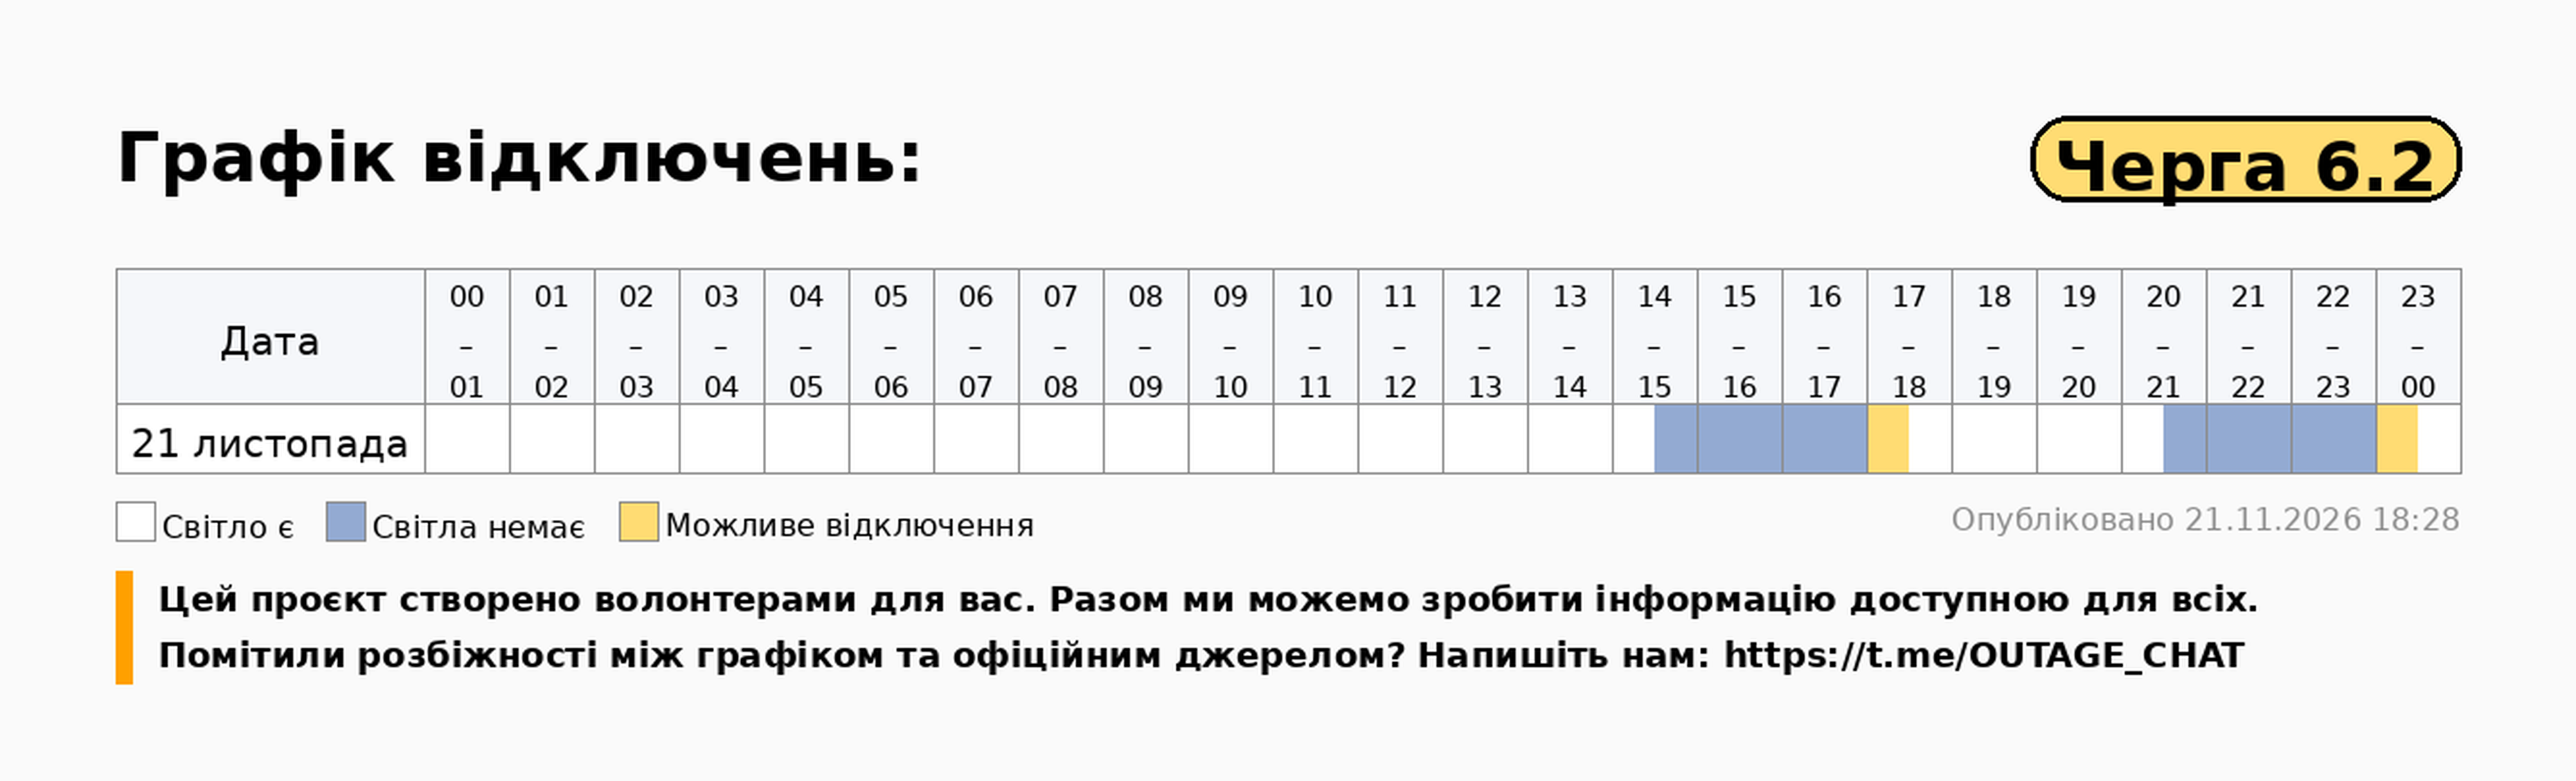 Графік відключень:
Черга 6.2
Дата
00 – 01
01 – 02
02 – 03
03 – 04
04 – 05
05 – 06
06 – 07
07 – 08
08 – 09
09 – 10
10 – 11
11 – 12
12 – 13
13 – 14
14 – 15
15 – 16
16 – 17
17 – 18
18 – 19
19 – 20
20 – 21
21 – 22
22 – 23
23 – 00
21 листопада
Світло є
Світла немає
Можливе відключення
Опубліковано 21.11.2026 18:28
Цей проєкт створено волонтерами для вас. Разом ми можемо зробити інформацію доступною для всіх.
Помітили розбіжності між графіком та офіційним джерелом? Напишіть нам: https://t.me/OUTAGE_CHAT